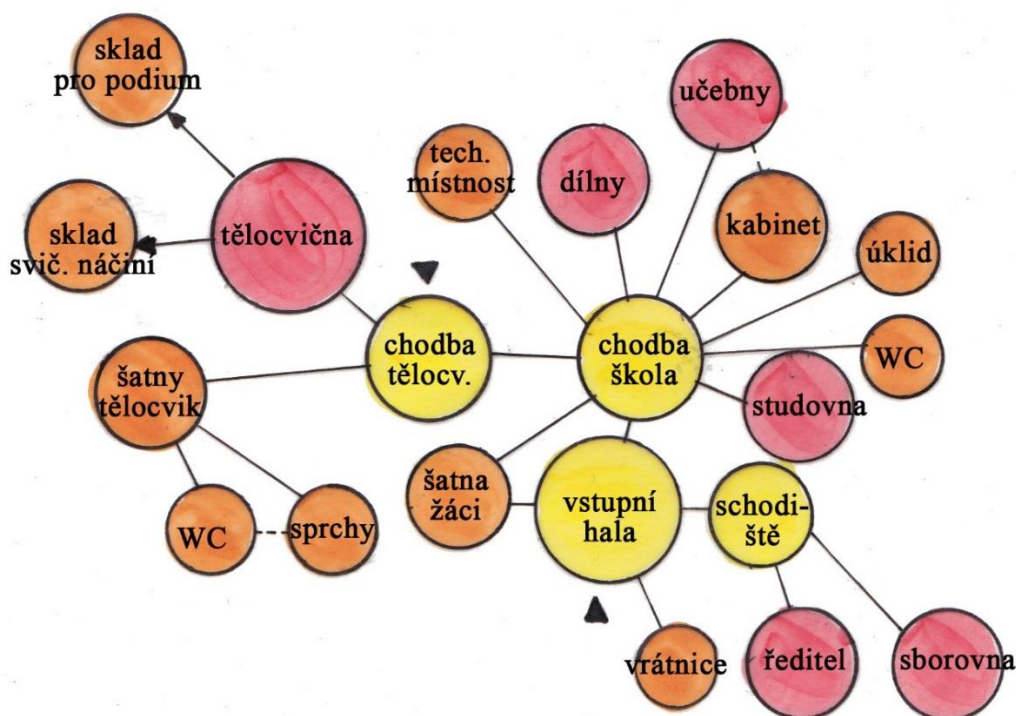 sklad
pro podium
učebny
tech.
místnost
dílny
sklad
svič. náčiní
tělocvična
kabinet
úklid
chodba
tělocv.
chodba
škola
WC
šatny
tělocvik
studovna
šatna
žáci
vstupní
hala
schodi-
ště
WC
sprchy
vrátnice
ředitel
sborovna